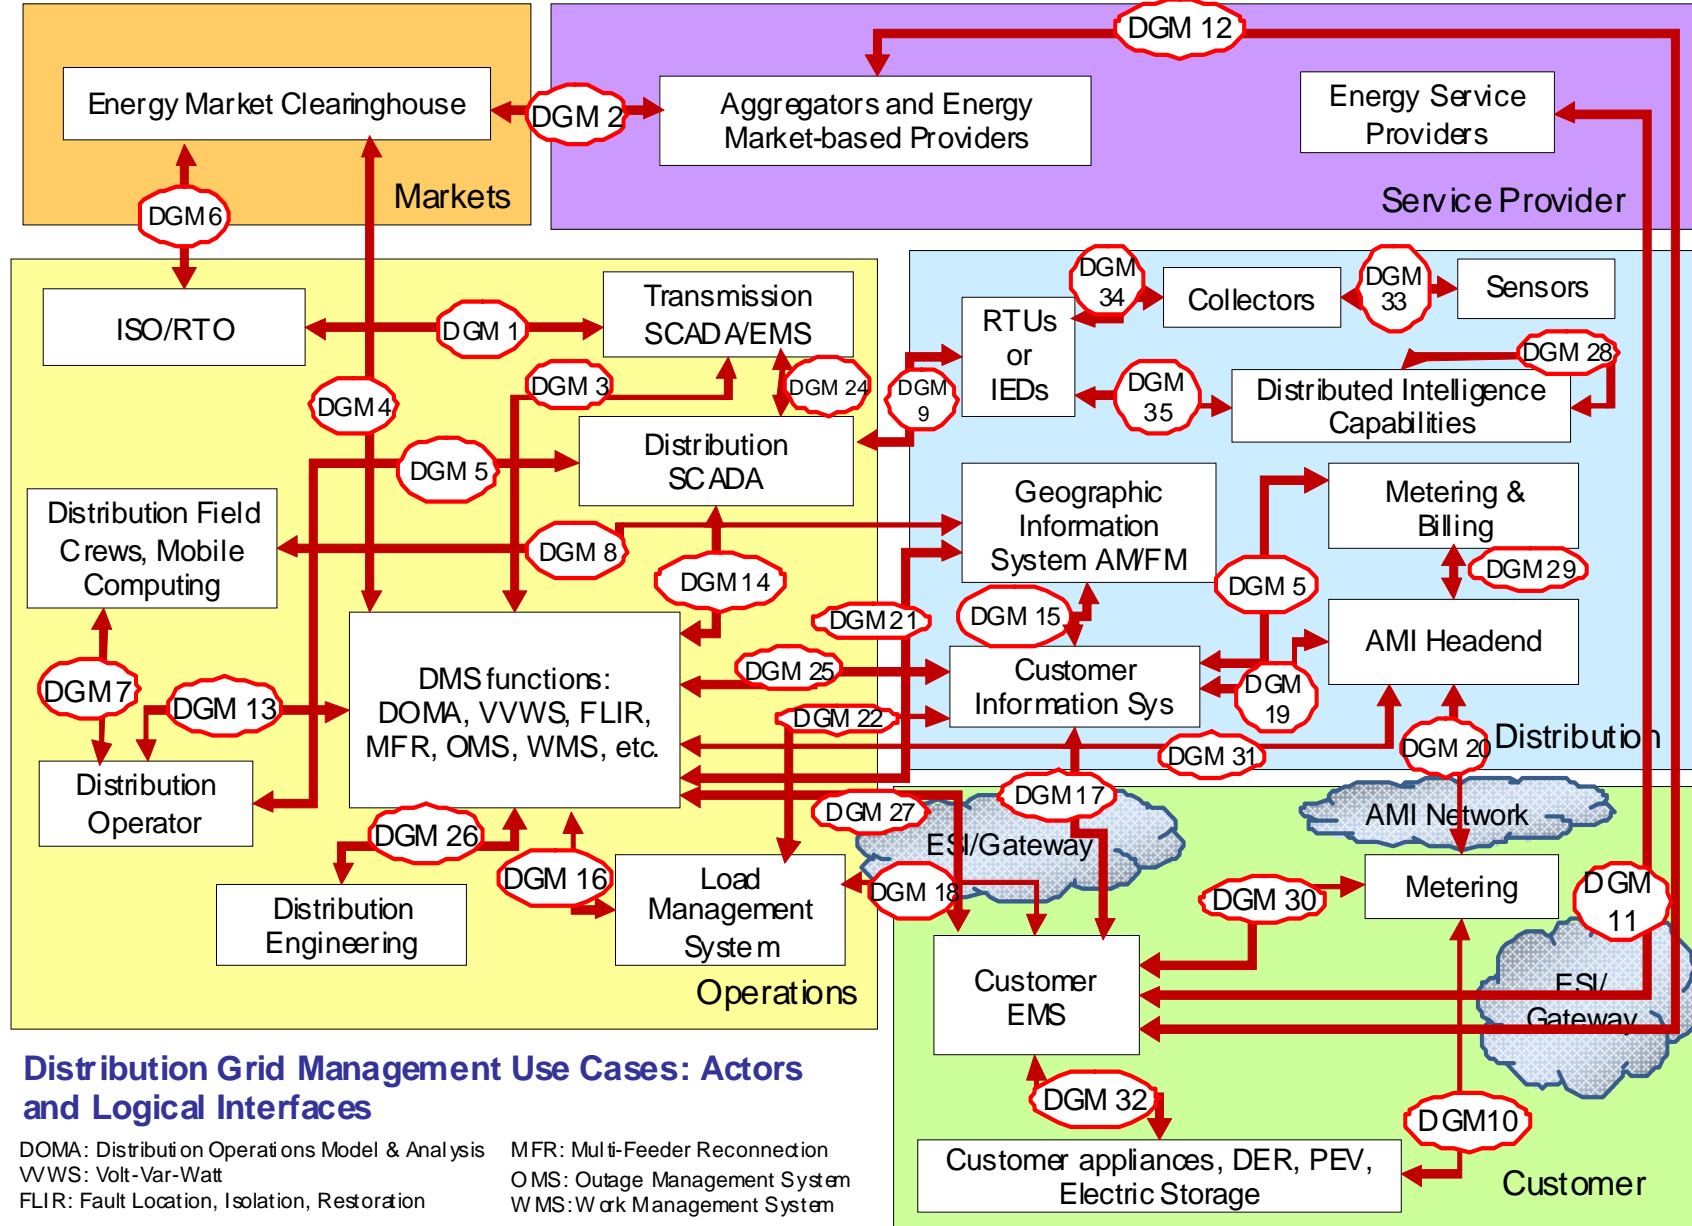 DGM 12
Energy Market Clearinghouse
DGM 2
Aggregators and Energy
Market-based Providers
Energy Service
Providers
Markets
Service Provider
DGM 6
ISO/RTO
DGM 1
Transmission
SCADA/EMS
DGM 3
DGM 24
DGM 4
DGM 5
Distribution
SCADA
DGM
9
RTUs
or
IEDs
DGM
34
Collectors
DGM
33
Sensors
DGM 28
DGM
35
Distributed Intelligence
Capabilities
Distribution Field
Crews, Mobile
Computing
DGM 8
DGM 14
Geographic
Information
System AM/FM
Metering &
Billing
DGM 5
DGM 29
DGM 21
DGM 15
AMI Headend
DGM 7
DGM 13
DMS functions:
DOMA, VVWS, FLIR,
MFR, OMS, WMS, etc.
DGM 25
DGM 22
Customer
Information Sys
DGM
19
DGM 31
DGM 20
Distribution
Distribution
Operator
DGM 26
DGM 27
DGM 17
ESI/Gateway
AMI Network
DGM 16
Load
Management
System
DGM 18
DGM 30
Metering
DGM
11
Distribution
Engineering
Operations
Customer
EMS
ESI/
Gateway
DGM 32
DGM10
Customer appliances, DER, PEV,
Electric Storage
Customer
Distribution Grid Management Use Cases: Actors
and Logical Interfaces
DOMA: Distribution Operations Model & Analysis
VVWS: Volt-Var-Watt
FLIR: Fault Location, Isolation, Restoration
MFR: Multi-Feeder Reconnection
OMS: Outage Management System
WMS: Work Management System